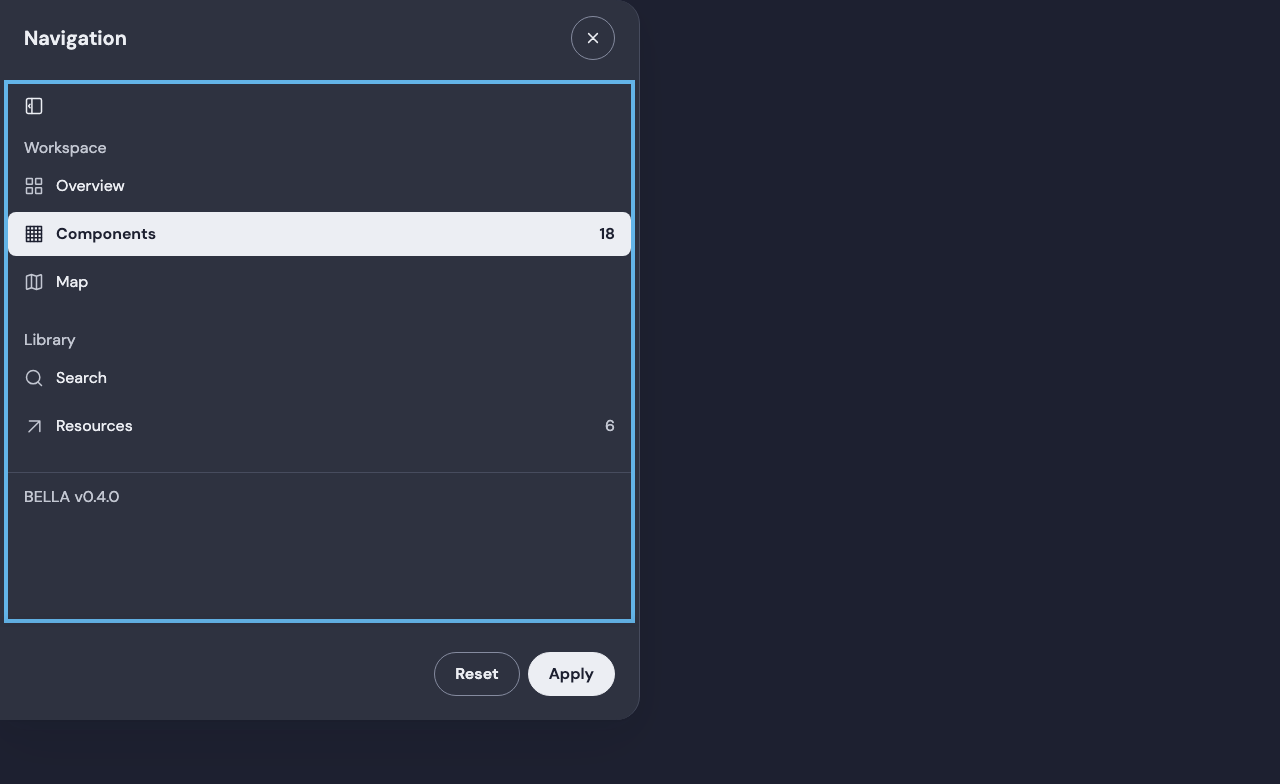 Navigation
Workspace
Overview
Components 18
Map
Library
Search
Resources 6
BELLA v0.4.0
Reset Apply